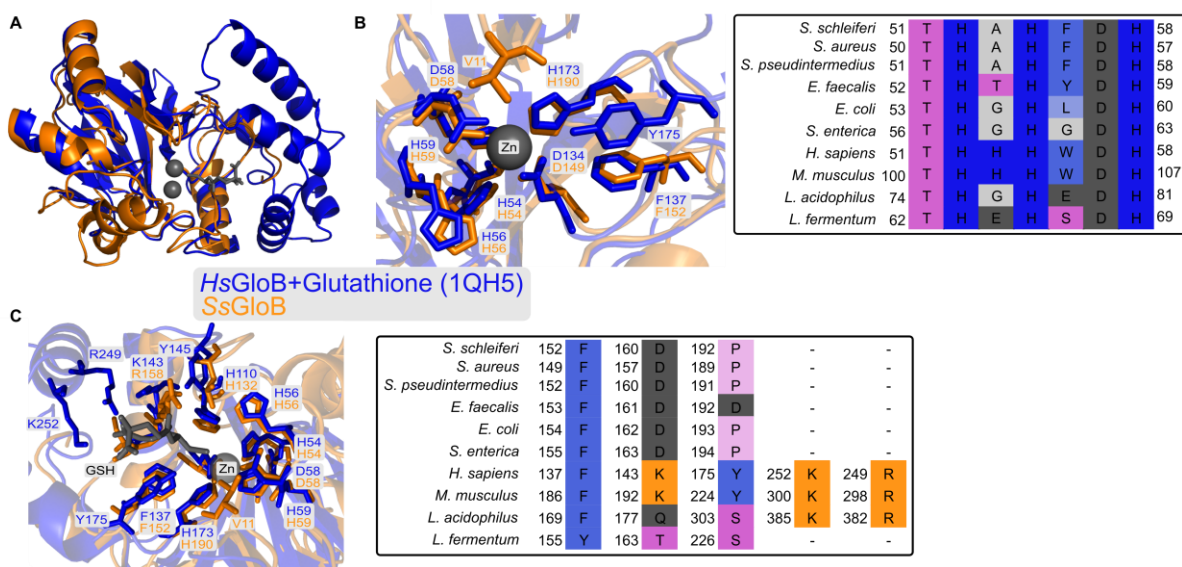 A
B
V11
D58
D58
H173
H190
Y175
Zn
H59
H59
D134
D149
H54
H54
F137
F152
H56
H56
S. schleiferi 51 T H A H F D H 58
S. aureus 50 T H A H F D H 57
S. pseudintermedius 51 T H A H F D H 58
E. faecalis 52 T H T H Y D H 59
E. coli 53 T H G H L D H 60
S. enterica 56 T H G H G D H 63
H. sapiens 51 T H H H W D H 58
M. musculus 100 T H H H W D H 107
L. acidophilus 74 T H G H E D H 81
L. fermentum 62 T H E H S D H 69
HsGloB+Glutathione (1QH5)
SsGloB
C
Y145
R249
K143
R158
H110
H132
H56
H56
K252
H54
H54
GSH
Zn
D58
D58
Y175
F137
F152
V11
H59
H59
H173
H190
S. schleiferi 152 F 160 D 192 P - -
S. aureus 149 F 157 D 189 P - -
S. pseudintermedius 152 F 160 D 191 P - -
E. faecalis 153 F 161 D 192 D - -
E. coli 154 F 162 D 193 P - -
S. enterica 155 F 163 D 194 P - -
H. sapiens 137 F 143 K 175 Y 252 K 249 R
M. musculus 186 F 192 K 224 Y 300 K 298 R
L. acidophilus 169 F 177 Q 303 S 385 K 382 R
L. fermentum 155 Y 163 T 226 S - -